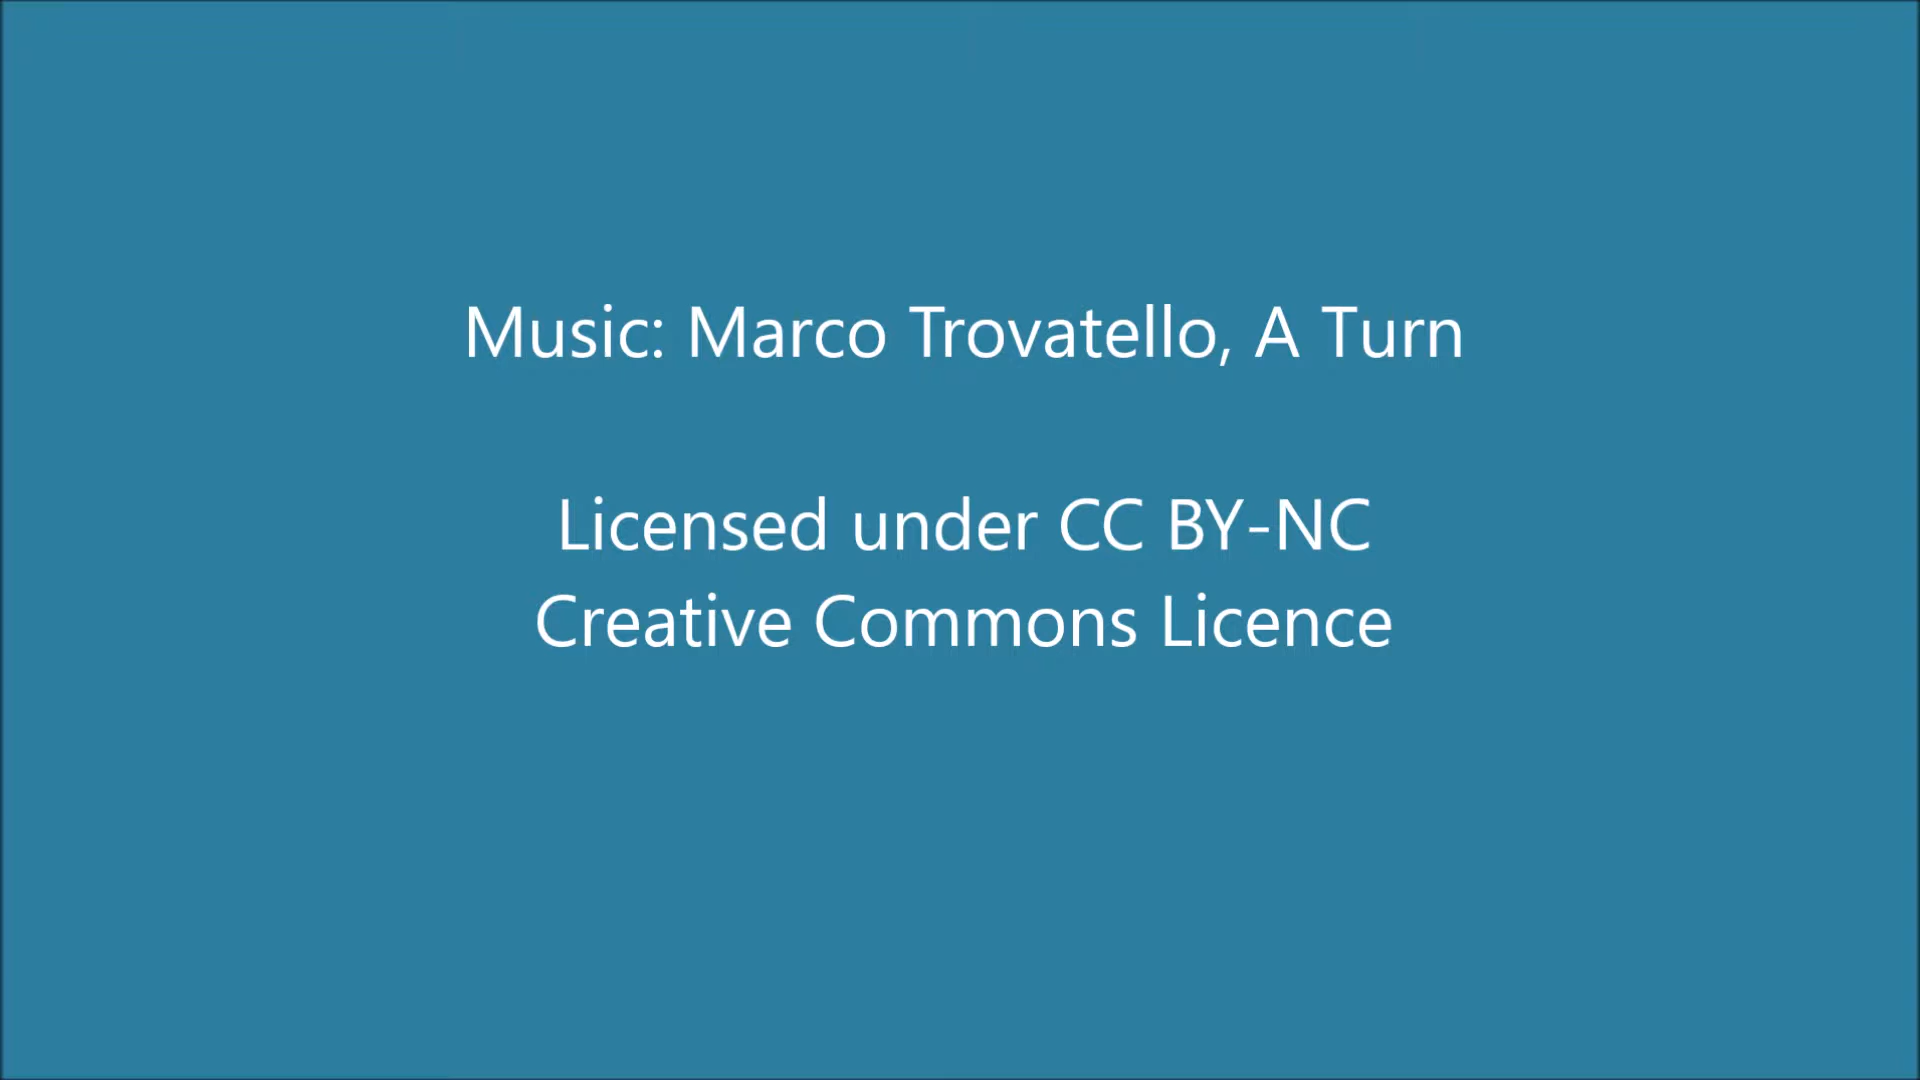 Music: Marco Trovatello, A Turn
Licensed under CC BY-NC
Creative Commons Licence